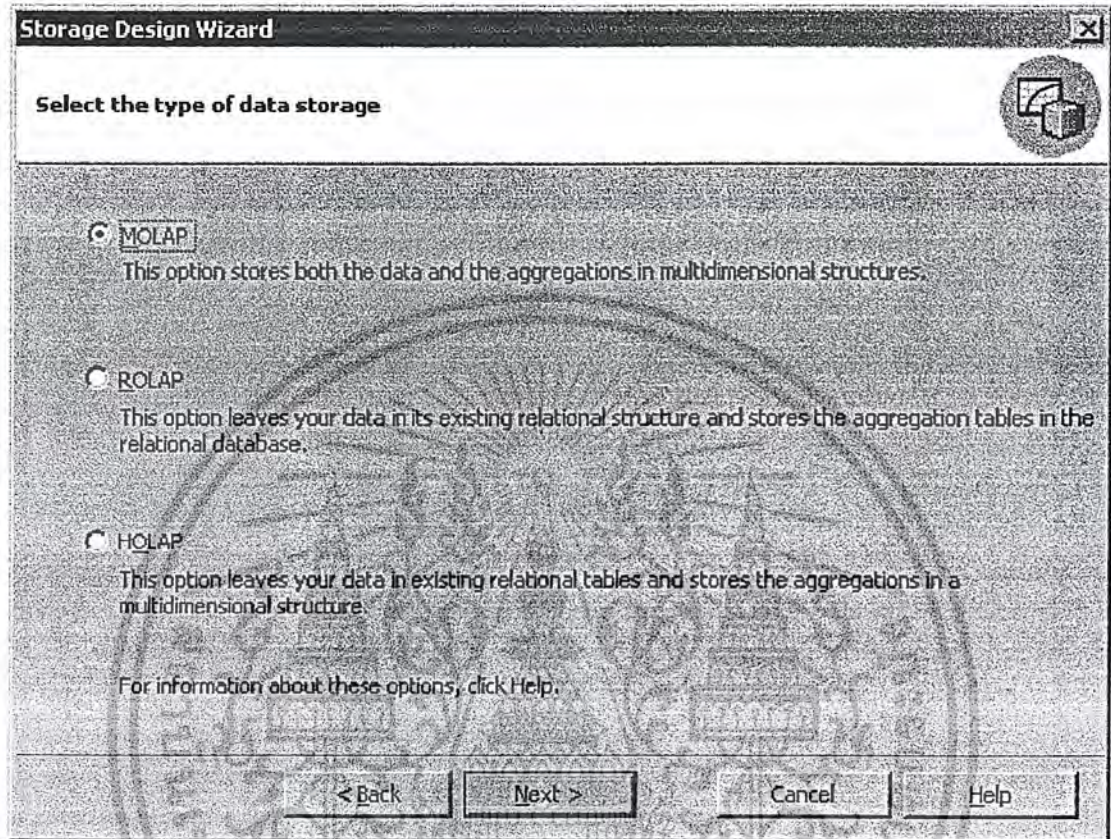 Storage Design Wizard
Select the type of data storage
MOLAP
This option stores both the data and the aggregations in multidimensional structures.
ROLAP
This option leaves your data in its existing relational structure and stores the aggregation tables in the
relational database.
HOLAP
This option leaves your data in existing relational tables and stores the aggregations in a
multidimensional structure.
For information about these options, click Help.
< Back
Next >
Cancel
Help